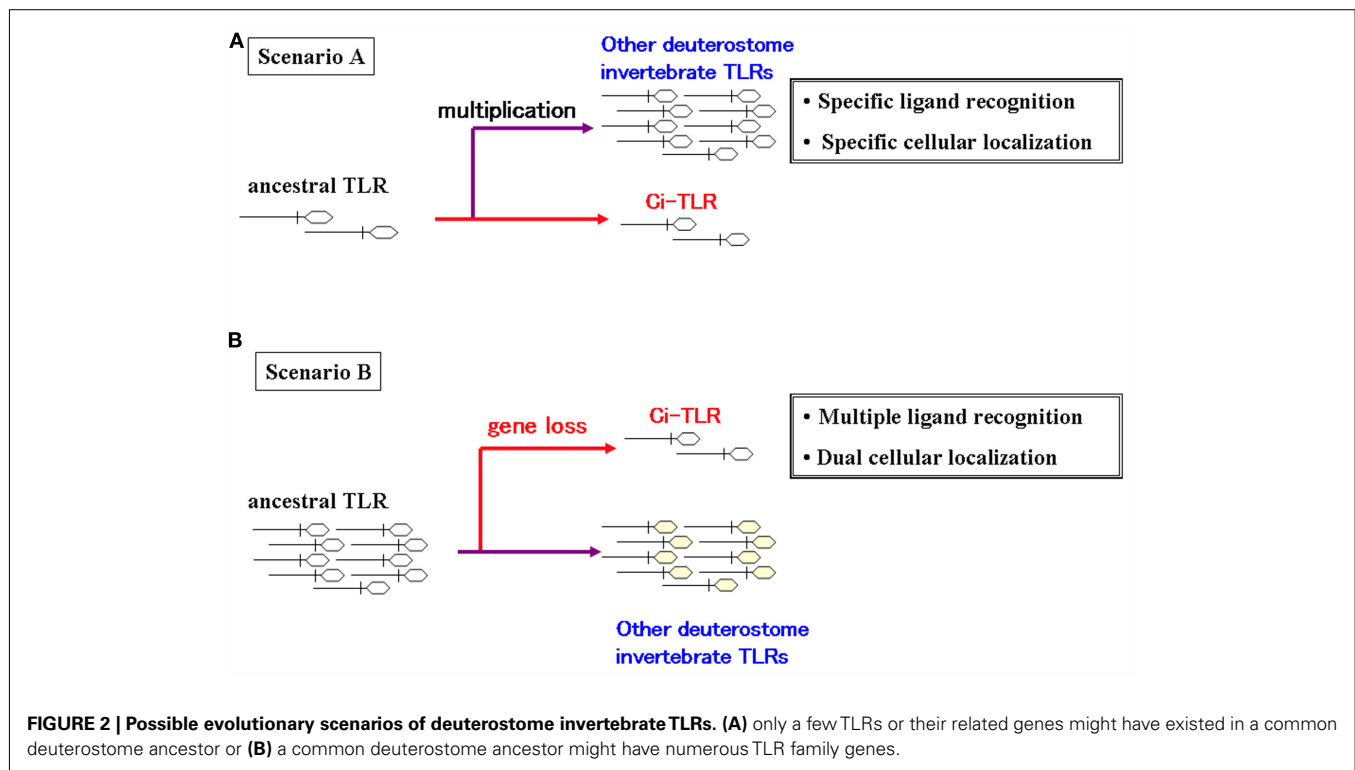 A
Scenario A
Other deuterostome
invertebrate TLRs
multiplication
• Specific ligand recognition
• Specific cellular localization
ancestral TLR
Ci-TLR
B
Scenario B
gene loss
Ci-TLR
• Multiple ligand recognition
• Dual cellular localization
ancestral TLR
Other deuterostome
invertebrate TLRs
FIGURE 2 | Possible evolutionary scenarios of deuterostome invertebrate TLRs. (A) only a few TLRs or their related genes might have existed in a common
deuterostome ancestor or (B) a common deuterostome ancestor might have numerous TLR family genes.